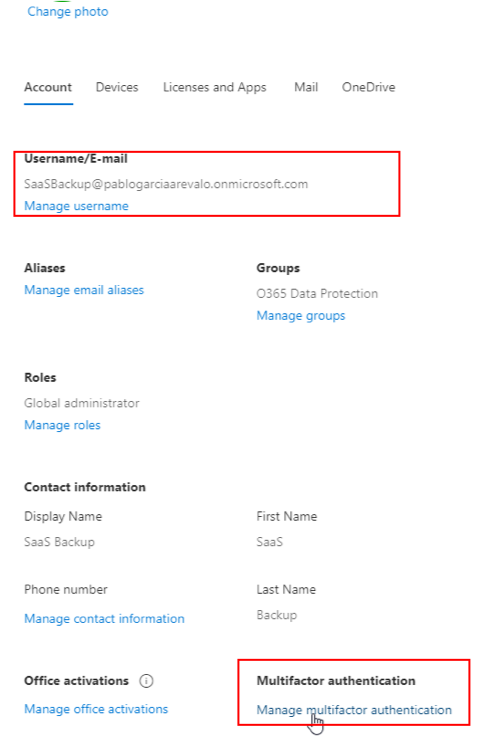 Change photo
Account Devices Licenses and Apps Mail OneDrive
Username/E-mail
SaaSBackup@pablogarciaarevalo.onmicrosoft.com
Manage username
Aliases Groups
Manage email aliases O365 Data Protection
Manage groups
Roles
Global administrator
Manage roles
Contact information
Display Name First Name
SaaS Backup SaaS
Phone number Last Name
Manage contact information Backup
Office activations Multifactor authentication
Manage office activations Manage multifactor authentication